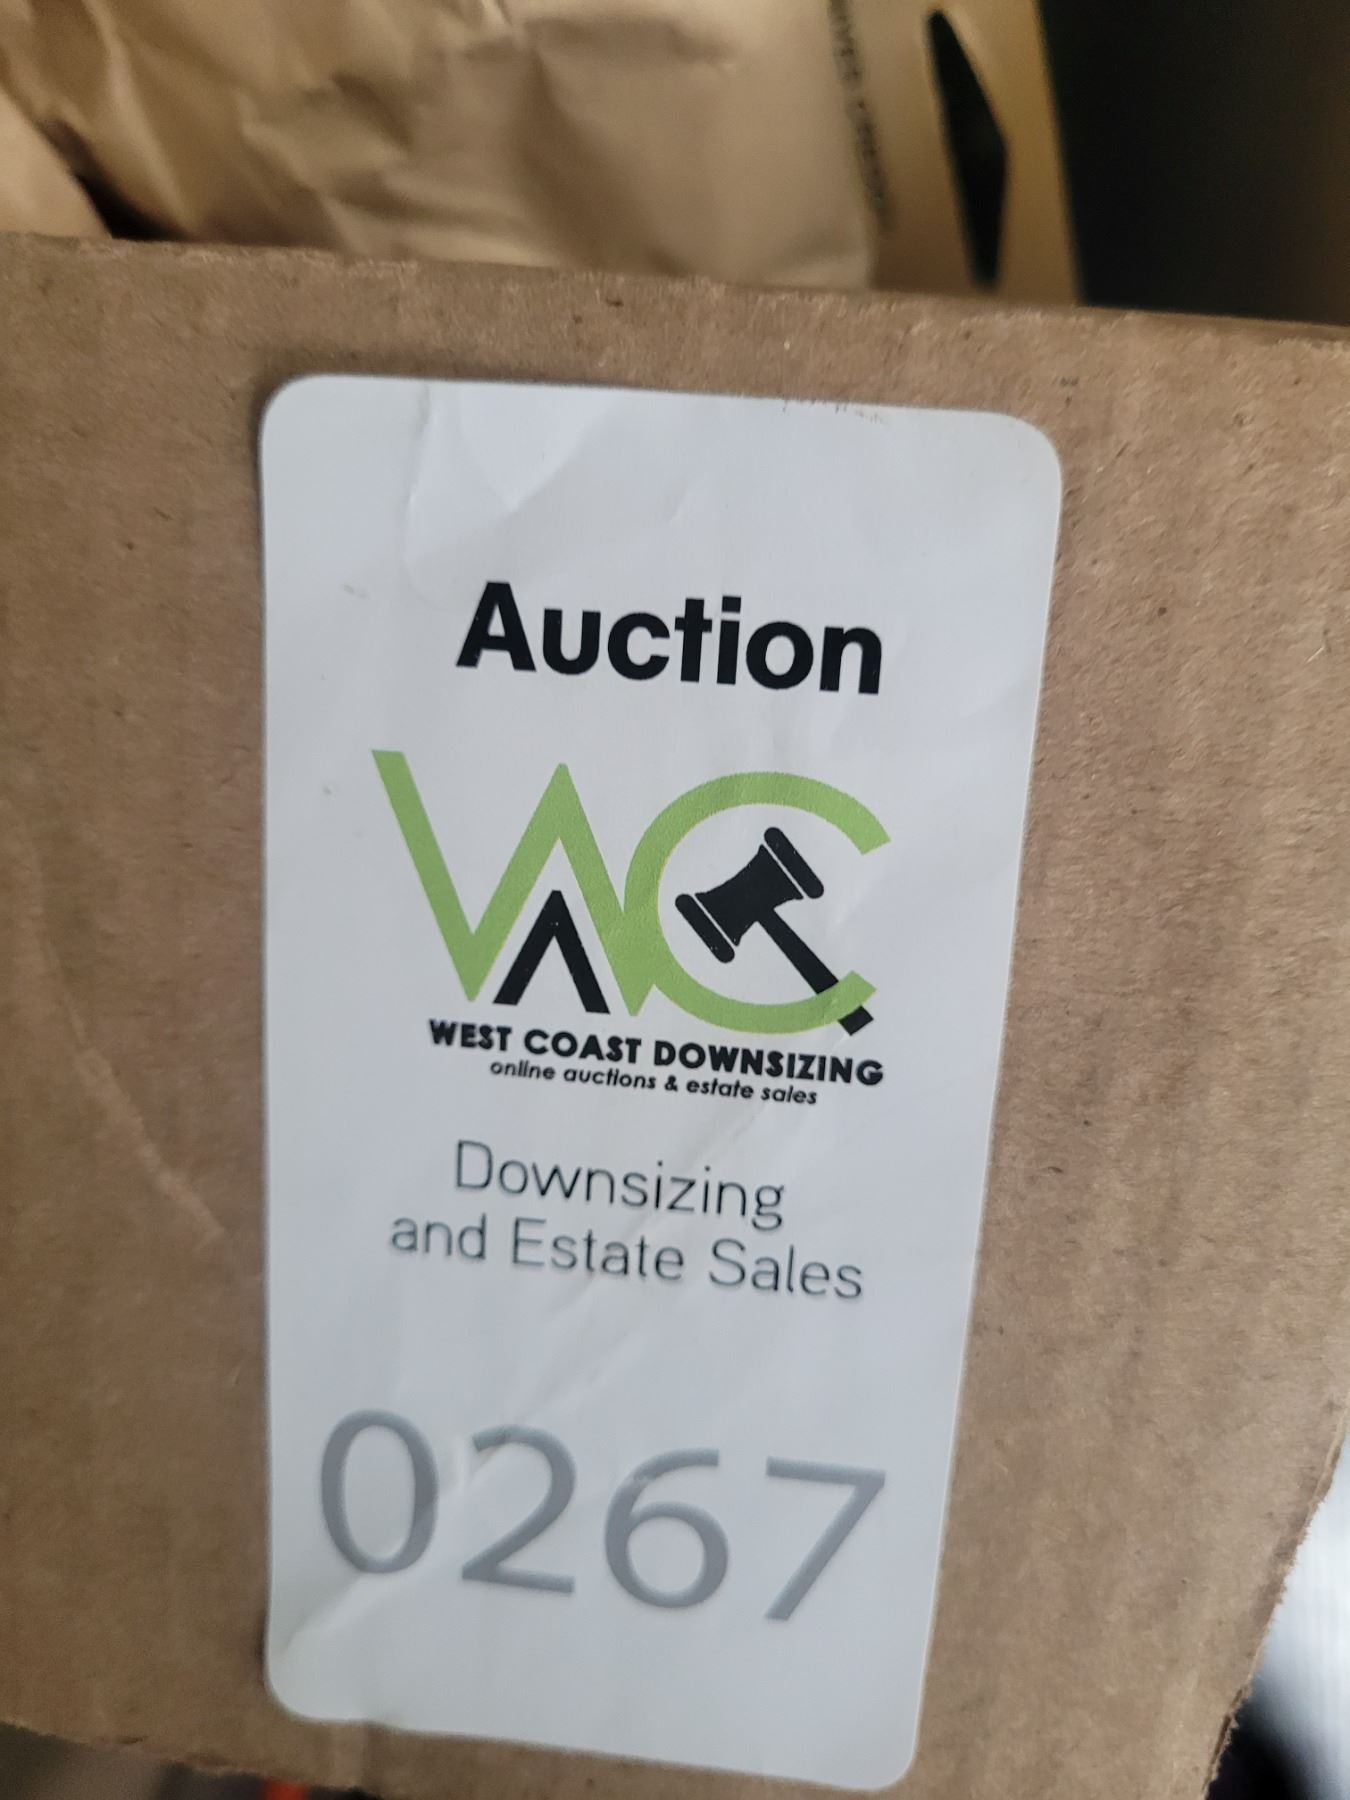 Auction
WC
WEST COAST DOWNSIZING
online auctions & estate sales
Downsizing
and Estate Sales
0267